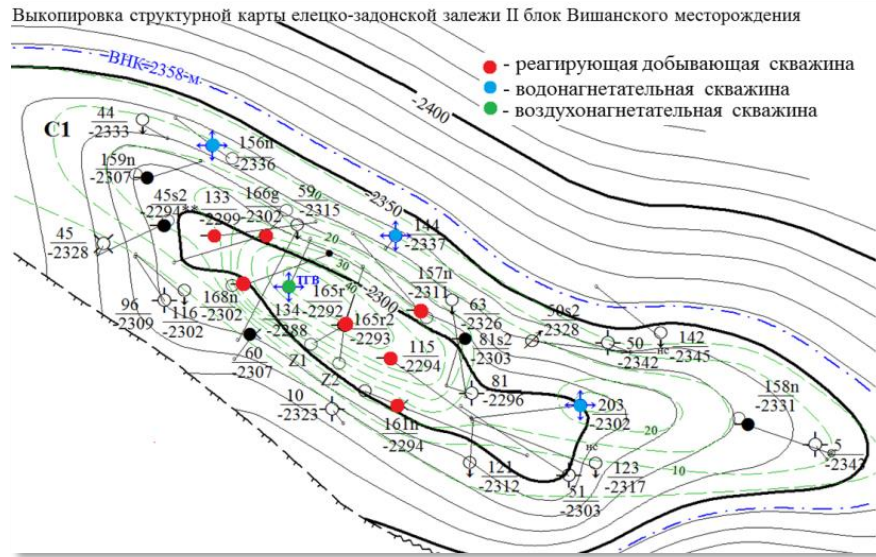 Выкопировка структурной карты елецко-задонской залежи II блок Вишанского месторождения
ВНК=2358 м
- реагирующая добывающая скважина
- водонагнетательная скважина
- воздухонагнетательная скважина
-2400
C1
44
-2333
156n
-2336
159n
-2307
45s2
-2294**
133
-2299
166g
-2302
59
-2315
10
-2350
144
-2337
45
-2328
20
30
40
-2300
ТГВ
157n
-2311
168n
-2302
165r
-2292
134
-2288
165r2
-2293
63
-2326
50s2
-2328
96
-2309
116
-2302
81s2
-2303
50
-2342
нс
142
-2345
60
-2307
Z1
Z2
115
-2294
81
-2296
158n
-2331
10
-2323
161n
-2294
203
-2302
20
10
нс
5
-2343
121
-2312
123
-2317
51
-2303